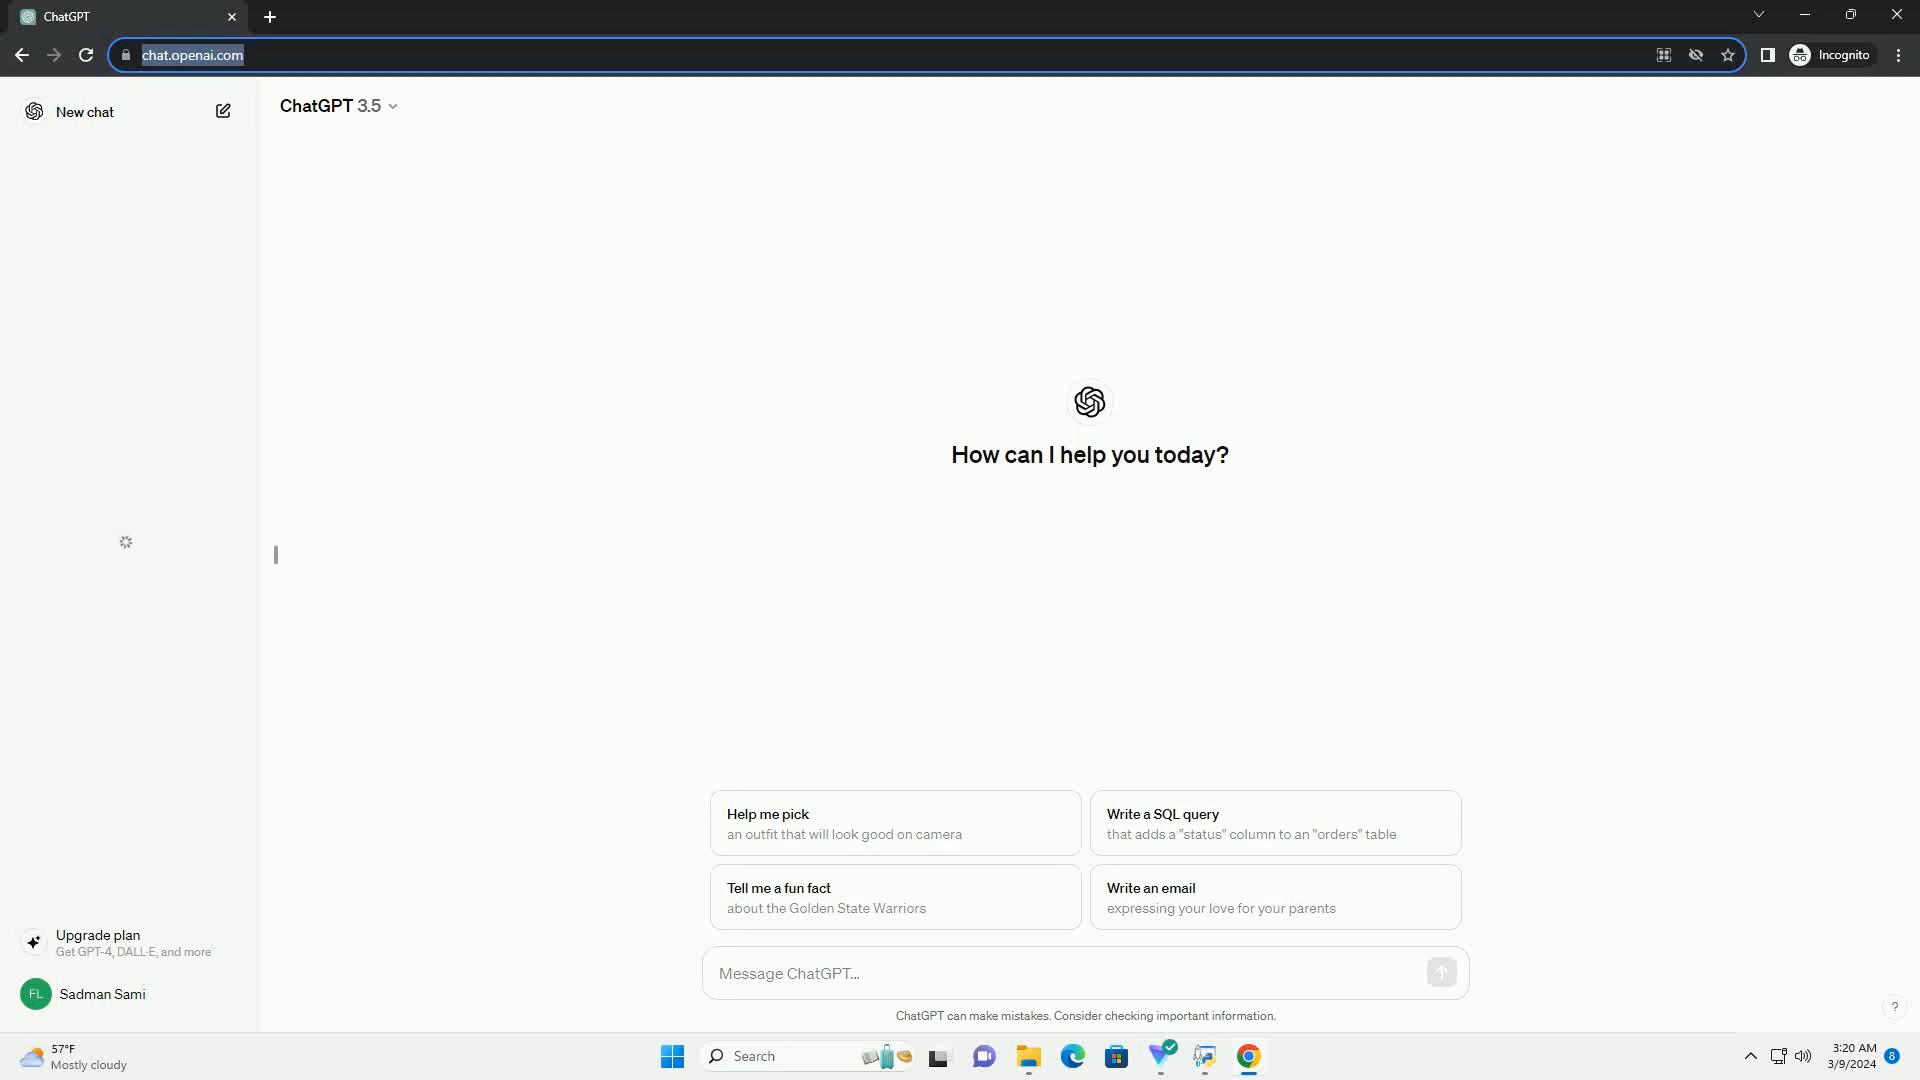 ChatGPT
chat.openai.com
Incognito
New chat
ChatGPT 3.5
How can I help you today?
Help me pick
an outfit that will look good on camera
Write a SQL query
that adds a "status" column to an "orders" table
Tell me a fun fact
about the Golden State Warriors
Write an email
expressing your love for your parents
Upgrade plan
Get GPT-4, DALL·E, and more
FL
Sadman Sami
Message ChatGPT...
ChatGPT can make mistakes. Consider checking important information.
?
57°F
Mostly cloudy
Search
3:20 AM
3/9/2024
8